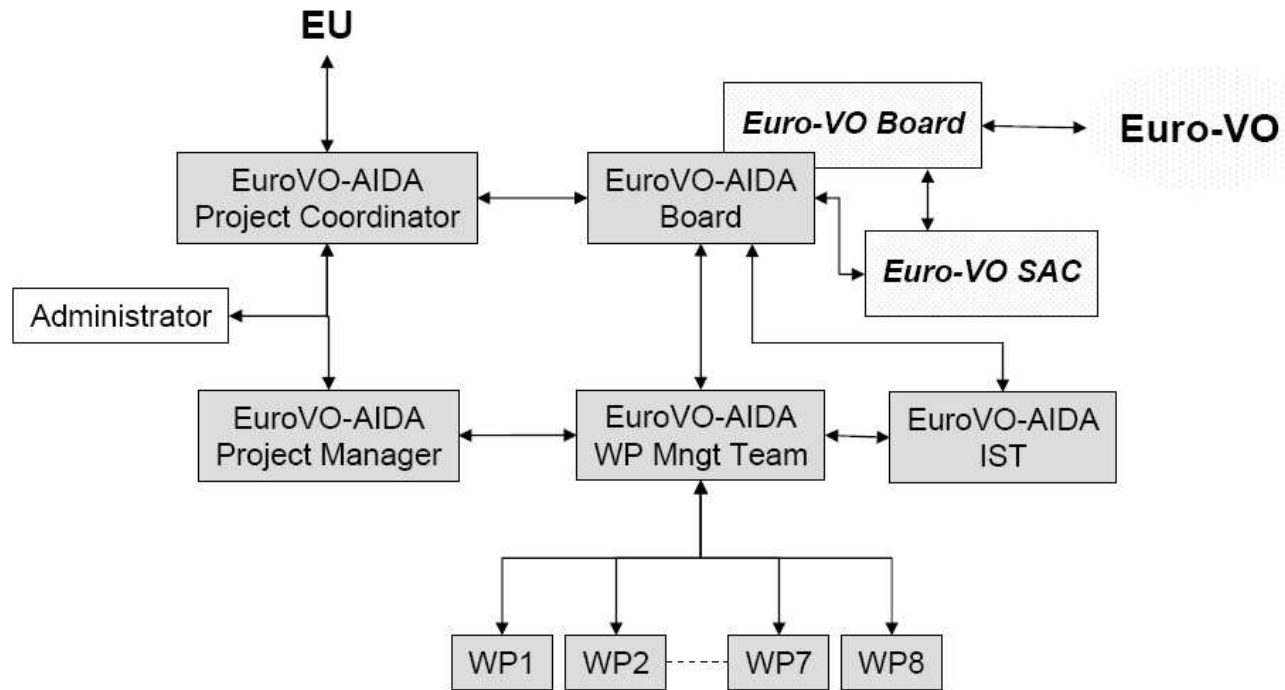 EU
Euro-VO Board
Euro-VO
EuroVO-AIDA
Project Coordinator
EuroVO-AIDA
Board
Euro-VO SAC
Administrator
EuroVO-AIDA
Project Manager
EuroVO-AIDA
WP Mngt Team
EuroVO-AIDA
IST
WP1
WP2
WP7
WP8